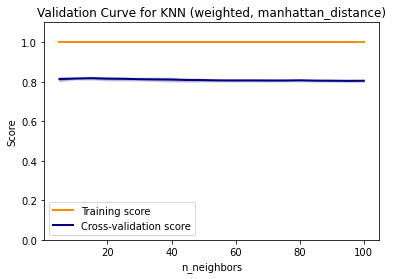 Validation Curve for KNN (weighted, manhattan_distance)
1.0
0.8
0.6
0.4
0.2
0.0
Score
Training score
Cross-validation score
20
40
60
80
100
n_neighbors